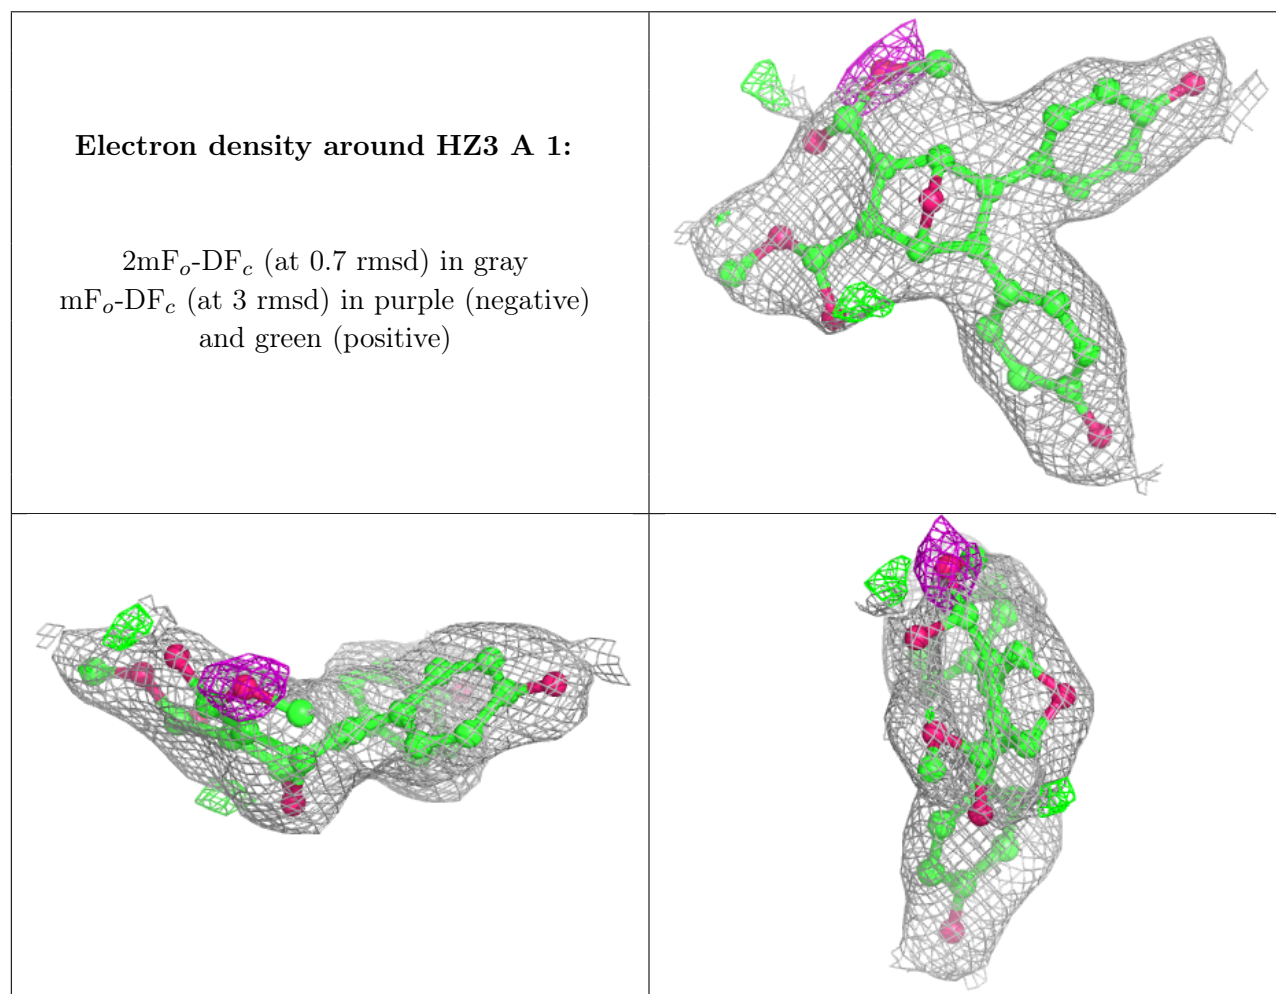 Electron density around HZ3 A 1:
2mFo-DFc (at 0.7 rmsd) in gray
mFo-DFc (at 3 rmsd) in purple (negative)
and green (positive)